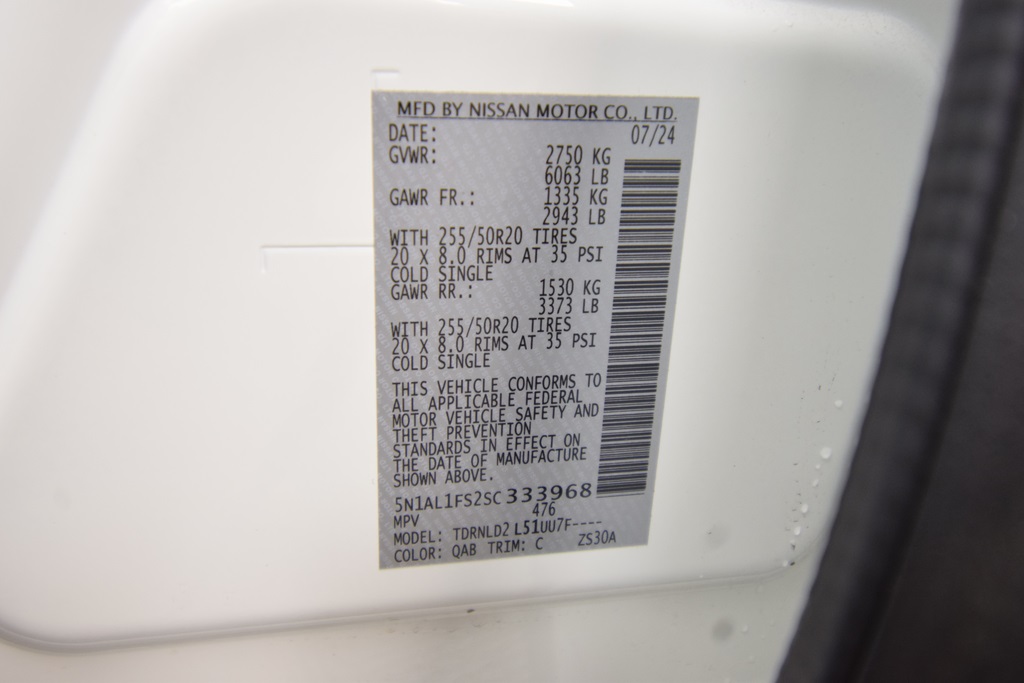 MFD BY NISSAN MOTOR CO., LTD.
DATE: 07/24
GVWR: 2750 KG
6063 LB
GAWR FR.: 1335 KG
2943 LB
WITH 255/50R20 TIRES
20 X 8.0 RIMS AT 35 PSI
COLD SINGLE
GAWR RR.: 1530 KG
3373 LB
WITH 255/50R20 TIRES
20 X 8.0 RIMS AT 35 PSI
COLD SINGLE
THIS VEHICLE CONFORMS TO
ALL APPLICABLE FEDERAL
MOTOR VEHICLE SAFETY AND
THEFT PREVENTION
STANDARDS IN EFFECT ON
THE DATE OF MANUFACTURE
SHOWN ABOVE.
5N1AL1FS2SC333968
MPV 476
MODEL: TDRNLD2 L51UU7F----
COLOR: QAB TRIM: C ZS30A